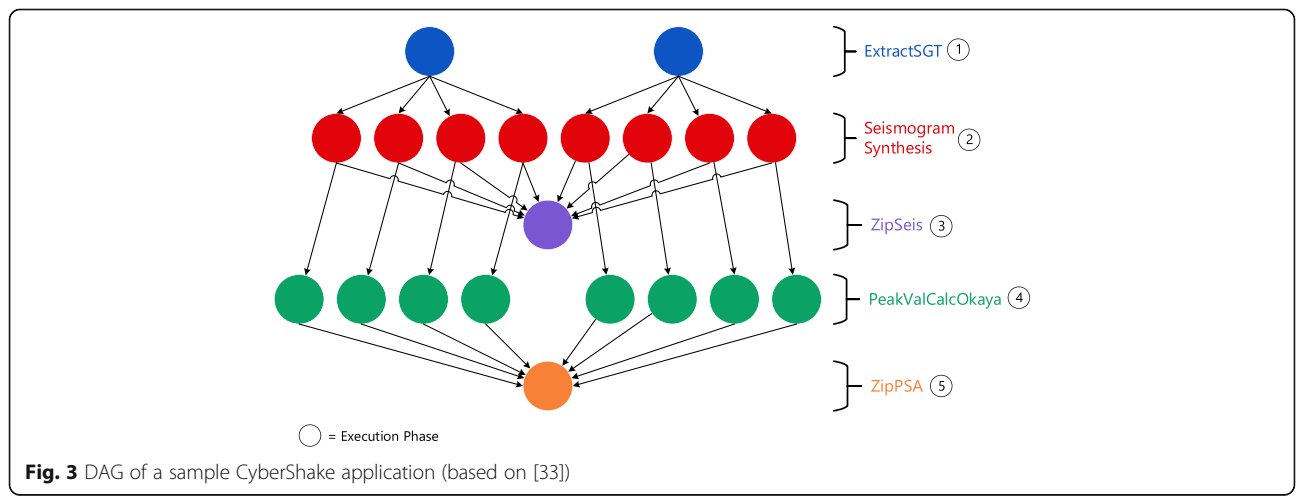 ExtractSGT 1
Seismogram
Synthesis 2
ZipSeis 3
PeakValCalcOkaya 4
ZipPSA 5
= Execution Phase
Fig. 3 DAG of a sample CyberShake application (based on [33])